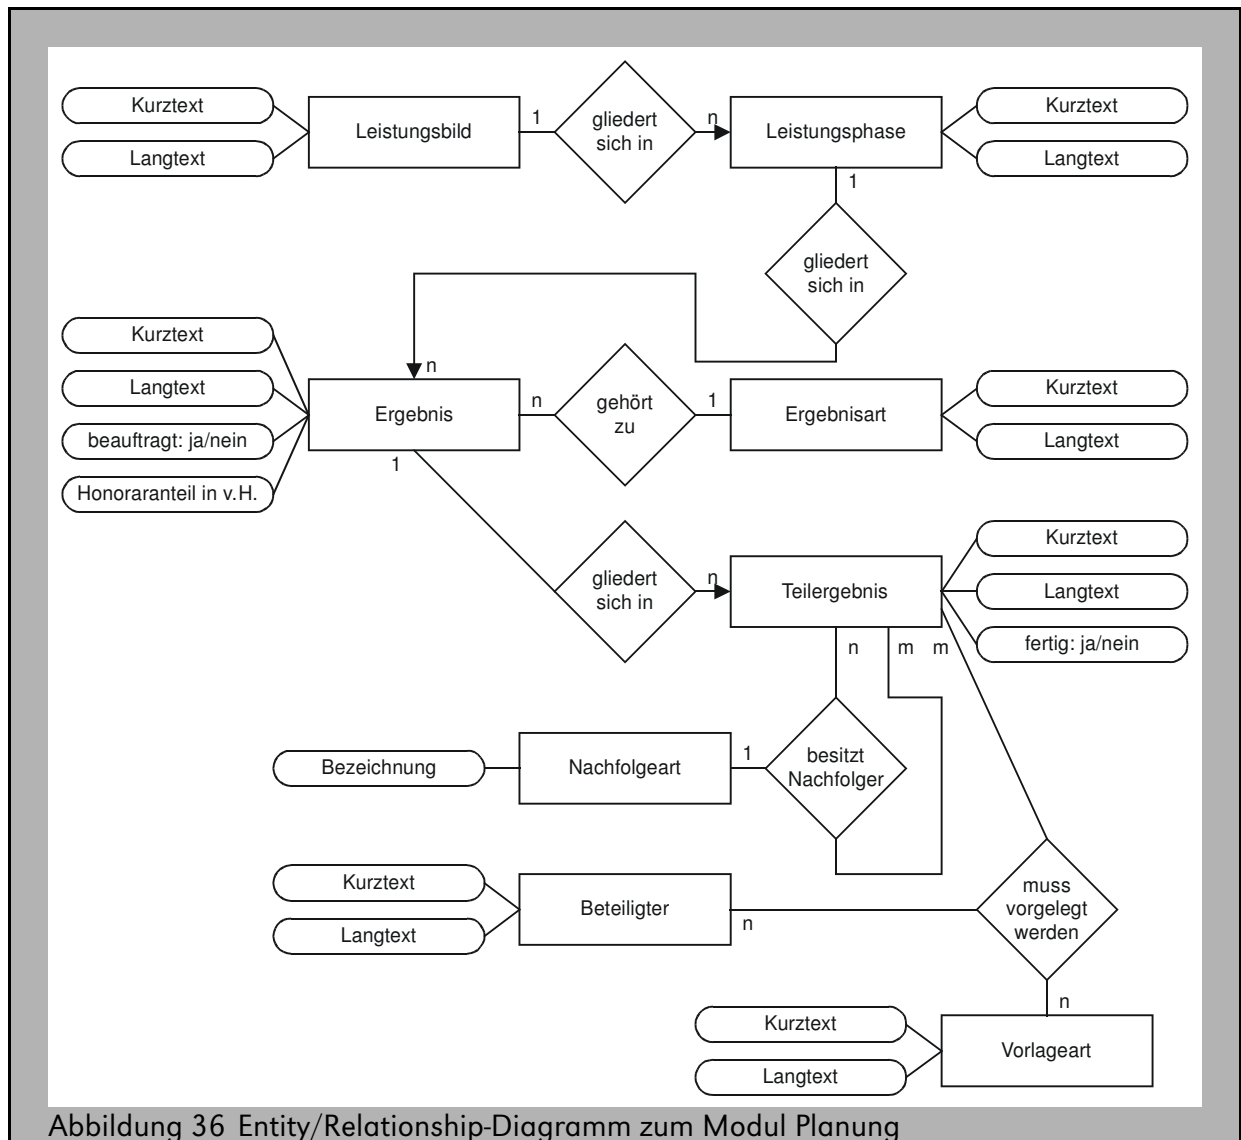 Kurztext
Langtext
Leistungsbild
1
gliedert
sich in
n
Leistungsphase
Kurztext
Langtext
1
gliedert
sich in
n
Kurztext
Langtext
beauftragt: ja/nein
Honoraranteil in v.H.
Ergebnis
n
gehört
zu
1
Ergebnisart
Kurztext
Langtext
1
gliedert
sich in
n
Teilergebnis
Kurztext
Langtext
fertig: ja/nein
n
m
m
Bezeichnung
Nachfolgeart
1
besitzt
Nachfolger
Kurztext
Langtext
Beteiligter
n
muss
vorgelegt
werden
n
Kurztext
Langtext
Vorlageart
Abbildung 36 Entity/Relationship-Diagramm zum Modul Planung